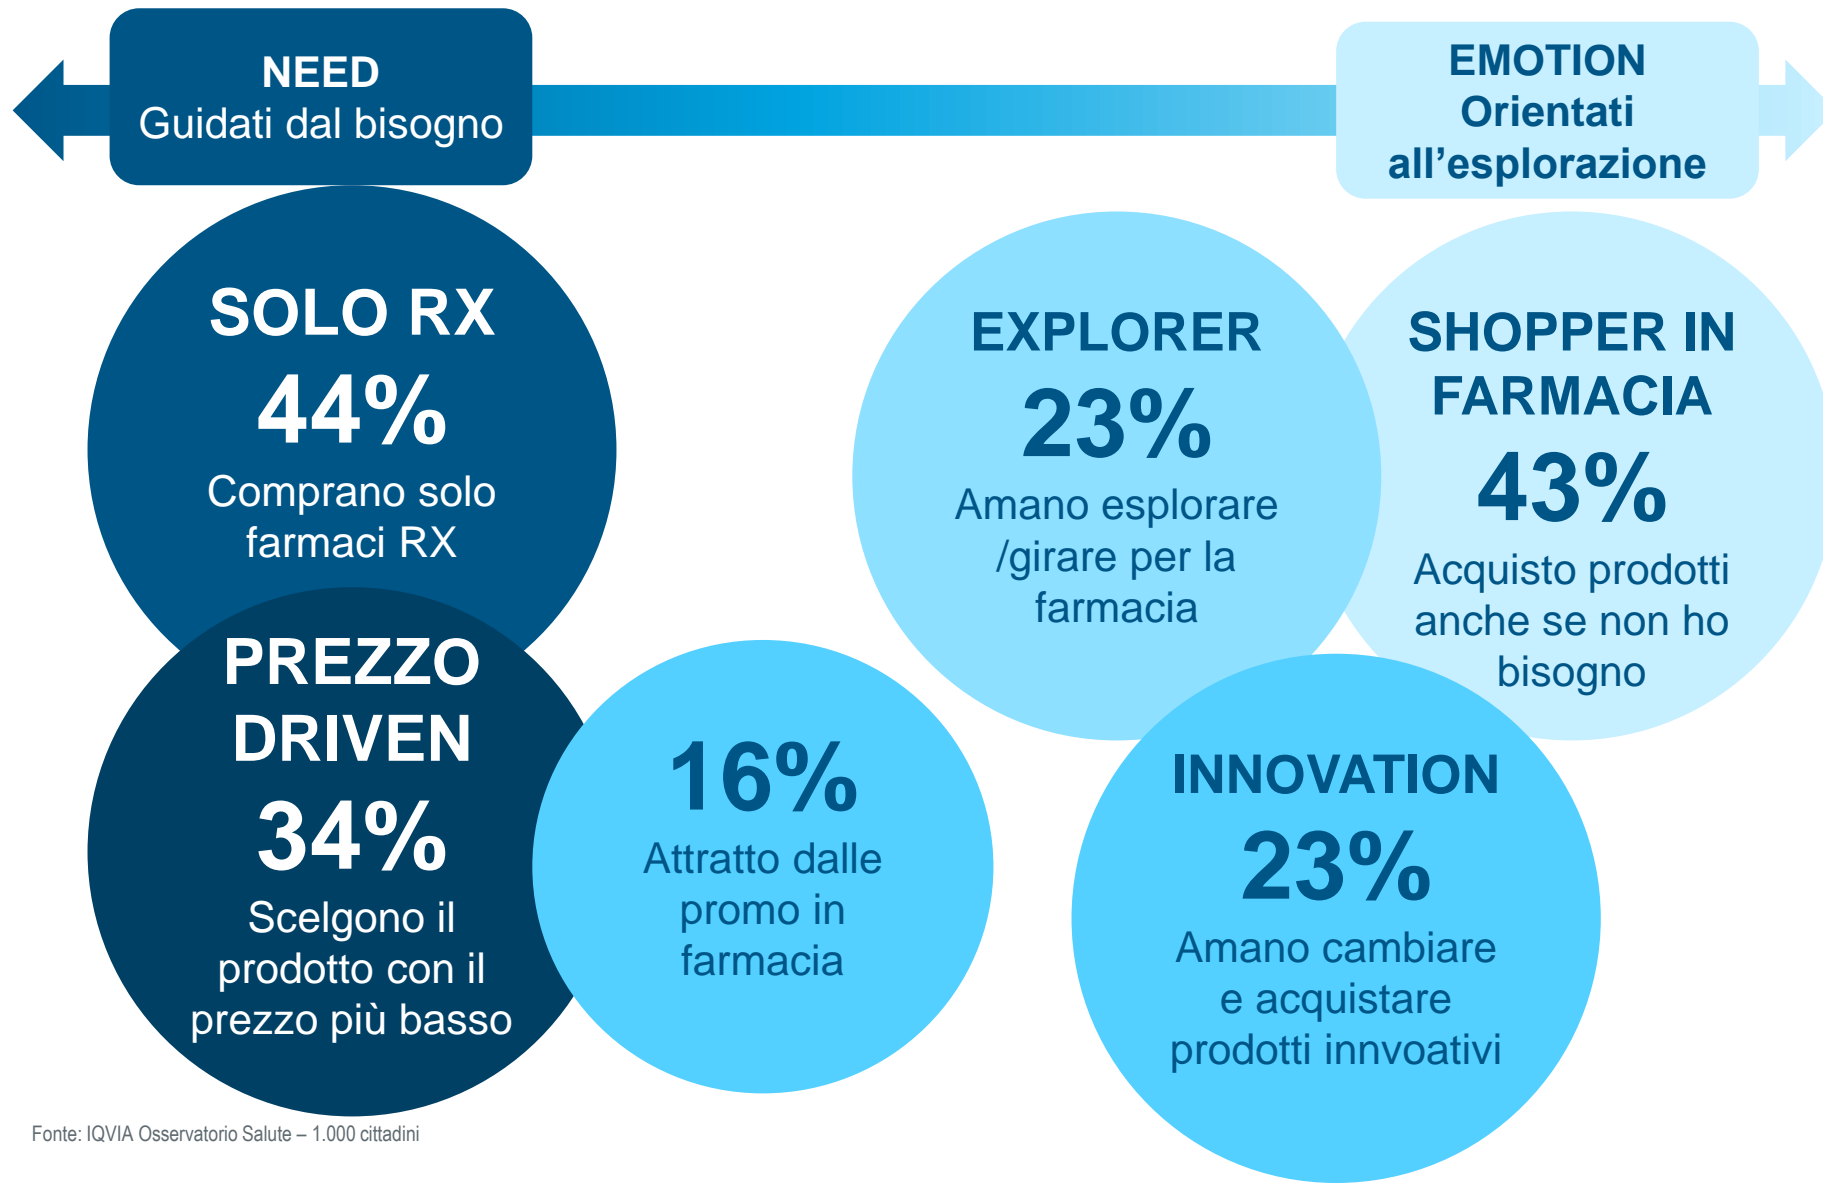 NEED
Guidati dal bisogno
EMOTION
Orientati
all’esplorazione
SOLO RX
44%
Comprano solo
farmaci RX
PREZZO
DRIVEN
34%
Scelgono il
prodotto con il
prezzo più basso
16%
Attratto dalle
promo in
farmacia
EXPLORER
23%
Amano esplorare
/girare per la
farmacia
SHOPPER IN
FARMACIA
43%
Acquisto prodotti
anche se non ho
bisogno
INNOVATION
23%
Amano cambiare
e acquistare
prodotti innvoativi
Fonte: IQVIA Osservatorio Salute – 1.000 cittadini